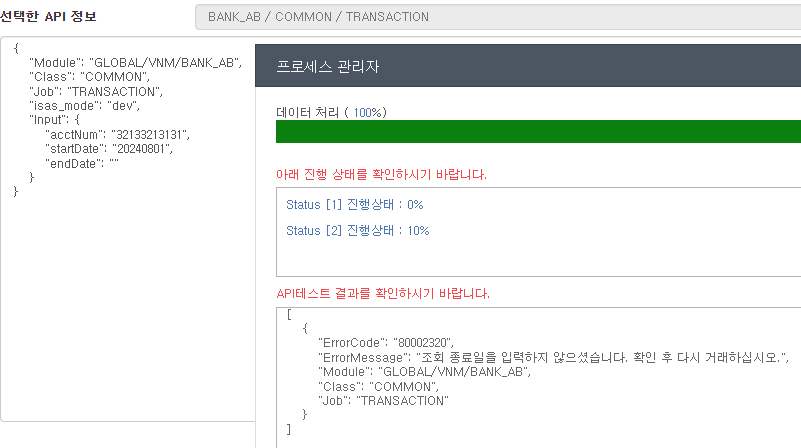 선택한 API 정보
BANK_AB / COMMON / TRANSACTION
{
"Module": "GLOBAL/VNM/BANK_AB",
"Class": "COMMON",
"Job": "TRANSACTION",
"isas_mode": "dev",
"Input": {
"acctNum": "32133213131",
"startDate": "20240801",
"endDate": ""
}
}
프로세스 관리자
데이터 처리 ( 100%)
아래 진행 상태를 확인하시기 바랍니다.
Status [1] 진행상태 : 0%
Status [2] 진행상태 : 10%
API테스트 결과를 확인하시기 바랍니다.
[
{
"ErrorCode": "80002320",
"ErrorMessage": "조회 종료일을 입력하지 않으셨습니다. 확인 후 다시 거래하십시오.",
"Module": "GLOBAL/VNM/BANK_AB",
"Class": "COMMON",
"Job": "TRANSACTION"
}
]